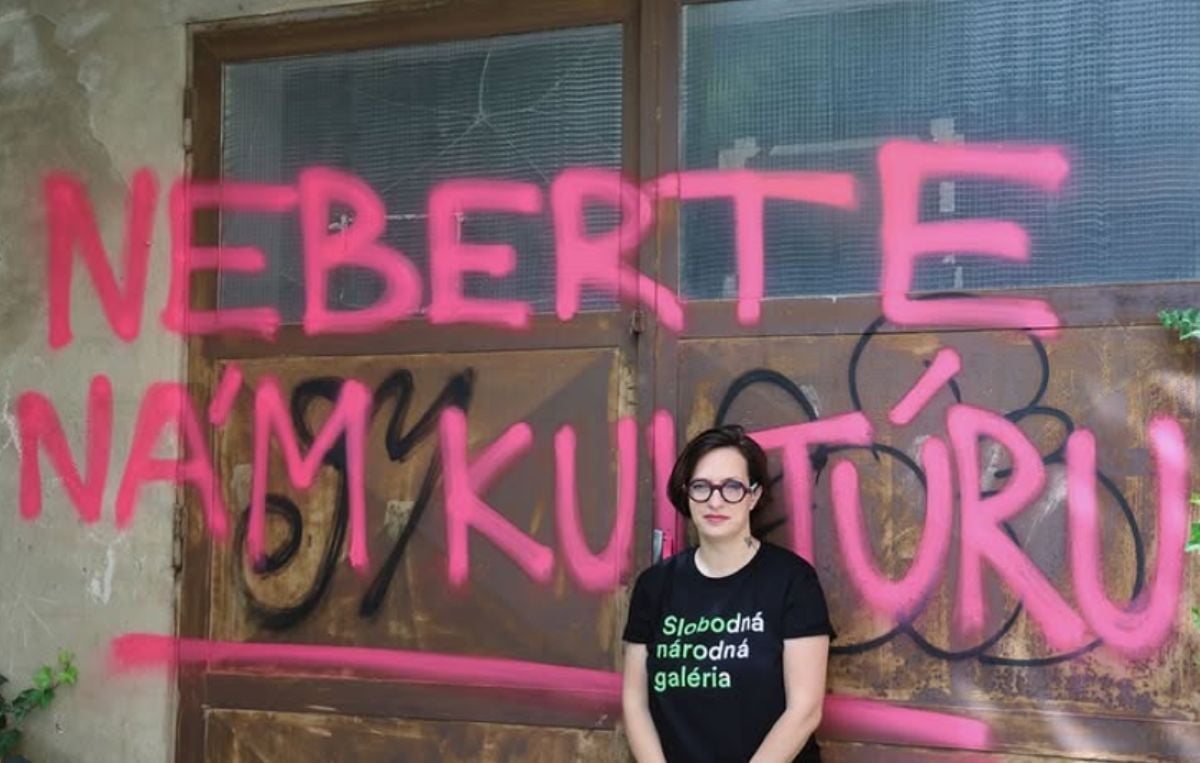 NEBERTE
NÁM KULTÚRU
Slobodná
národná
galéria